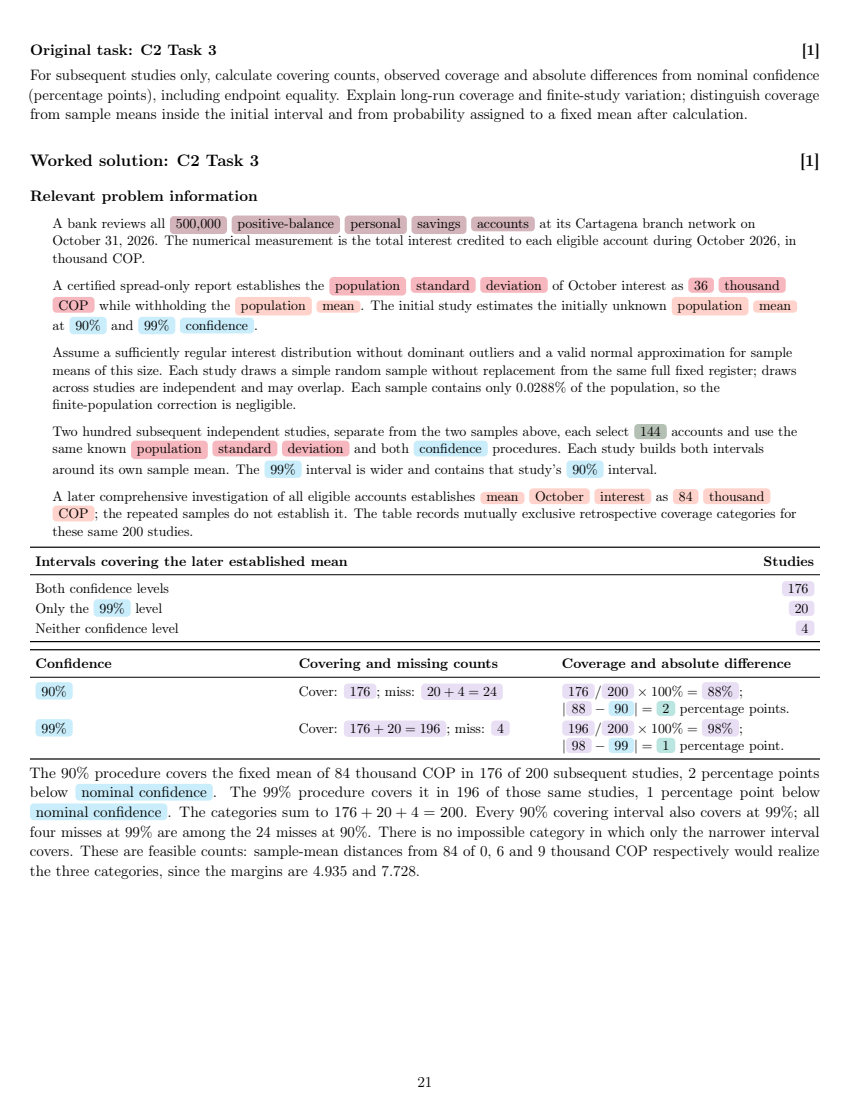 Original task: C2 Task 3 [1]
For subsequent studies only, calculate covering counts, observed coverage and absolute differences from nominal confidence
(percentage points), including endpoint equality. Explain long-run coverage and finite-study variation; distinguish coverage
from sample means inside the initial interval and from probability assigned to a fixed mean after calculation.
Worked solution: C2 Task 3 [1]
Relevant problem information
A bank reviews all 500,000 positive-balance personal savings accounts at its Cartagena branch network on
October 31, 2026. The numerical measurement is the total interest credited to each eligible account during October 2026, in
thousand COP.
A certified spread-only report establishes the population standard deviation of October interest as 36 thousand
COP while withholding the population mean. The initial study estimates the initially unknown population mean
at 90% and 99% confidence.
Assume a sufficiently regular interest distribution without dominant outliers and a valid normal approximation for sample
means of this size. Each study draws a simple random sample without replacement from the same full fixed register; draws
across studies are independent and may overlap. Each sample contains only 0.0288% of the population, so the
finite-population correction is negligible.
Two hundred subsequent independent studies, separate from the two samples above, each select 144 accounts and use the
same known population standard deviation and both confidence procedures. Each study builds both intervals
around its own sample mean. The 99% interval is wider and contains that study's 90% interval.
A later comprehensive investigation of all eligible accounts establishes mean October interest as 84 thousand
COP; the repeated samples do not establish it. The table records mutually exclusive retrospective coverage categories for
these same 200 studies.
Intervals covering the later established mean Studies
Both confidence levels 176
Only the 99% level 20
Neither confidence level 4
Confidence Covering and missing counts Coverage and absolute difference
90% Cover: 176; miss: 20 + 4 = 24 176/200 × 100% = 88%;
|88 − 90| = 2 percentage points.
99% Cover: 176 + 20 = 196; miss: 4 196/200 × 100% = 98%;
|98 − 99| = 1 percentage point.
The 90% procedure covers the fixed mean of 84 thousand COP in 176 of 200 subsequent studies, 2 percentage points
below nominal confidence. The 99% procedure covers it in 196 of those same studies, 1 percentage point below
nominal confidence. The categories sum to 176 + 20 + 4 = 200. Every 90% covering interval also covers at 99%; all
four misses at 99% are among the 24 misses at 90%. There is no impossible category in which only the narrower interval
covers. These are feasible counts: sample-mean distances from 84 of 0, 6 and 9 thousand COP respectively would realize
the three categories, since the margins are 4.935 and 7.728.
21